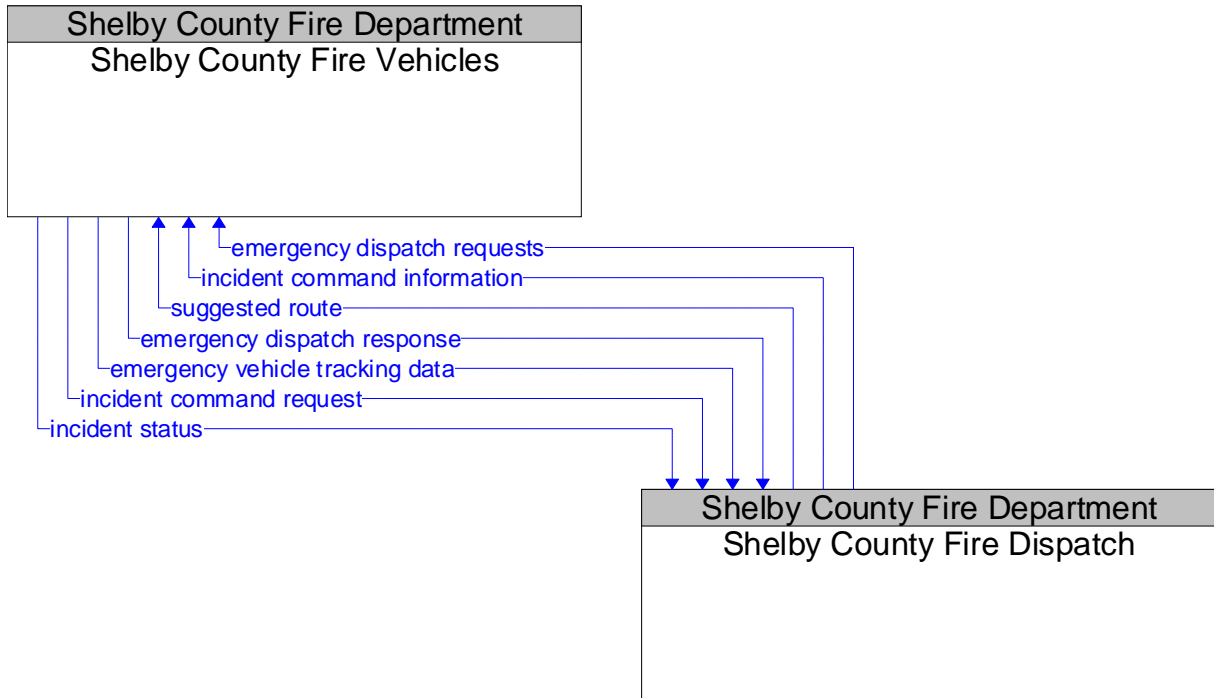 Shelby County Fire Department
Shelby County Fire Vehicles
emergency dispatch requests
incident command information
suggested route
emergency dispatch response
emergency vehicle tracking data
incident command request
incident status
Shelby County Fire Department
Shelby County Fire Dispatch